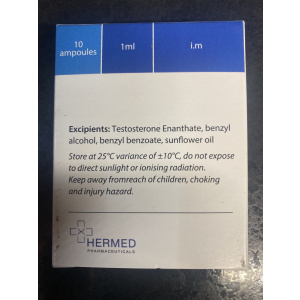 10 ampoules
1ml
i.m
Excipients: Testosterone Enanthate, benzyl
alcohol, benzyl benzoate, sunflower oil
Store at 25°C variance of ±10°C, do not expose
to direct sunlight or ionising radiation.
Keep away fromreach of children, choking
and injury hazard.
HERMED
PHARMACEUTICALS